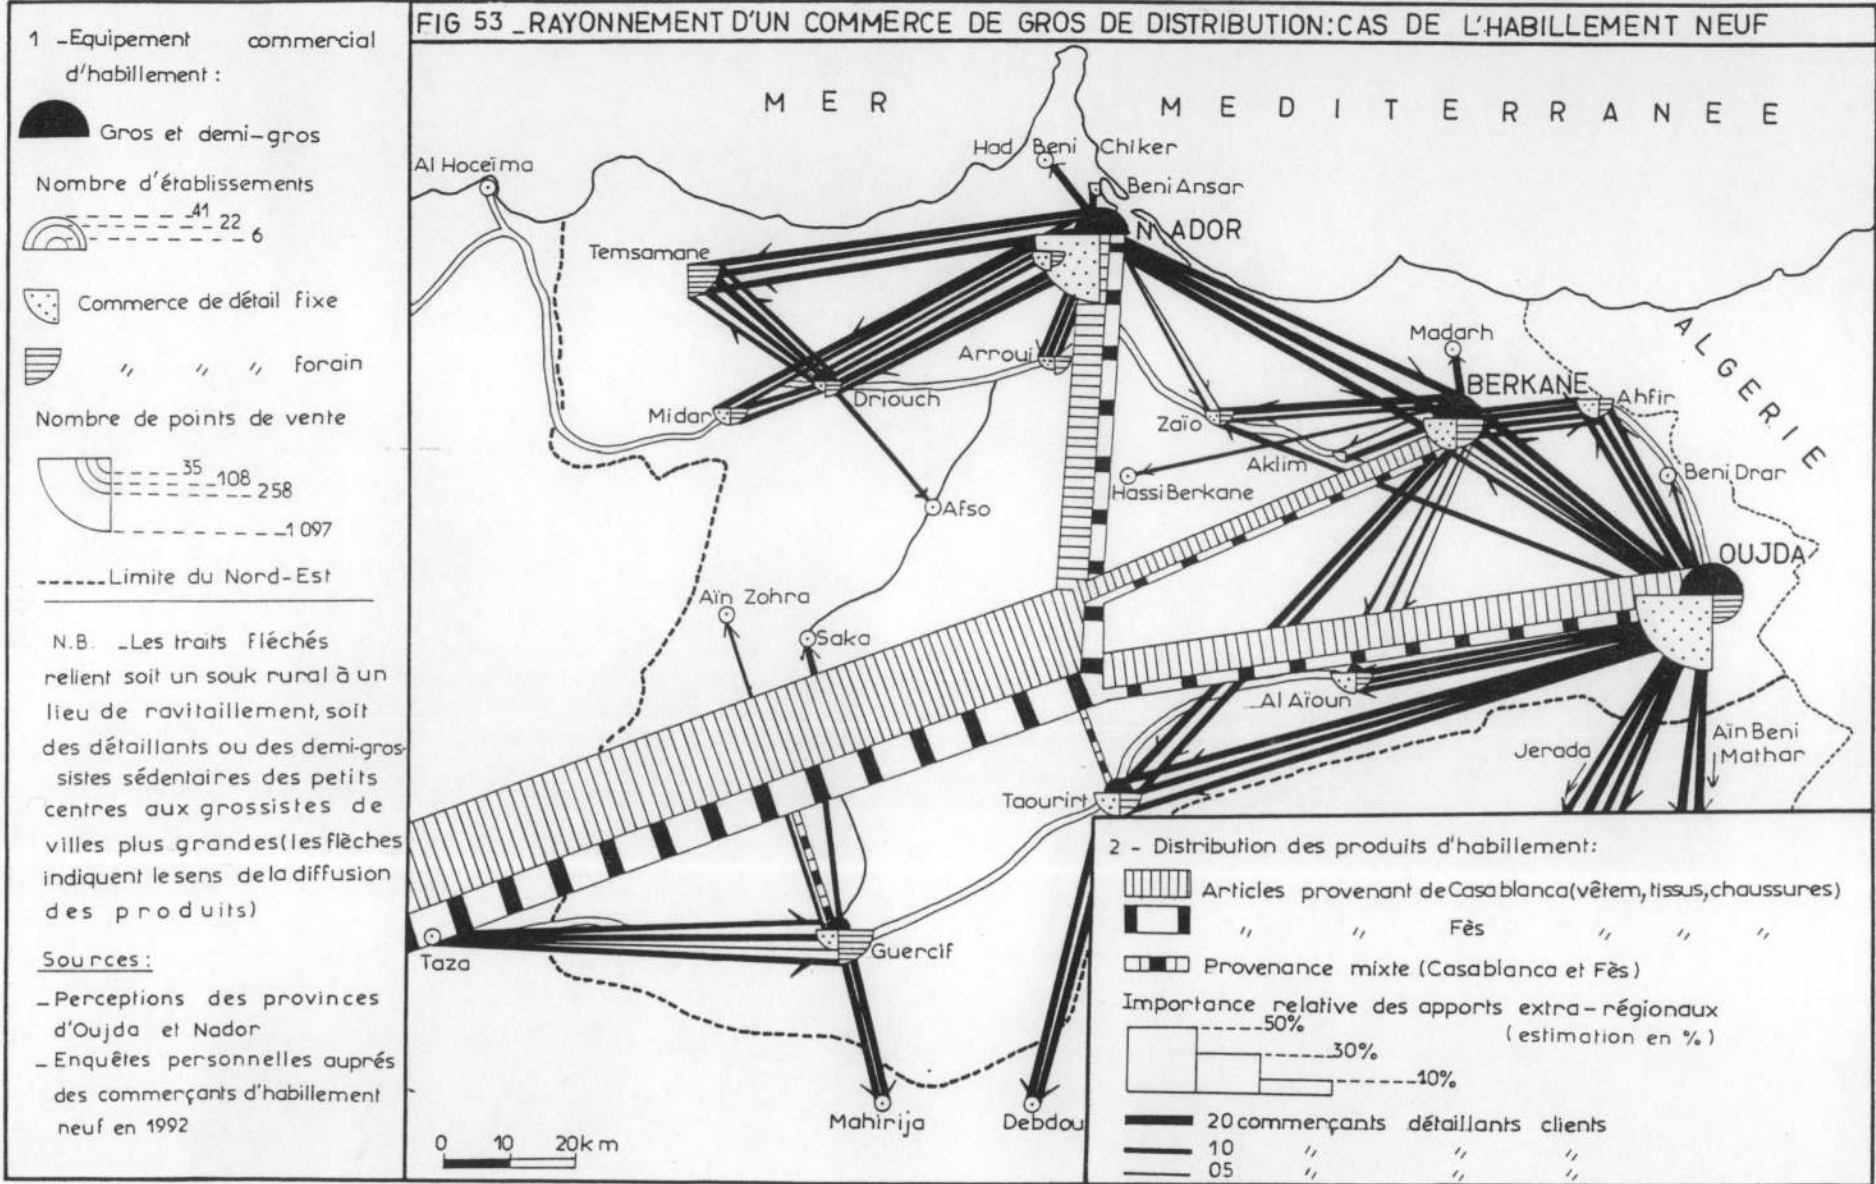 FIG 53 _ RAYONNEMENT D'UN COMMERCE DE GROS DE DISTRIBUTION: CAS DE L'HABILLEMENT NEUF
1 - Equipement commercial
d'habillement :
Gros et demi-gros
Nombre d'établissements
41
22
6
Commerce de détail fixe
〃 〃 〃 forain
Nombre de points de vente
35
108
258
1 097
Limite du Nord-Est
N.B. _ Les traits fléchés
relient soit un souk rural à un
lieu de ravitaillement, soit
des détaillants ou des demi-gros-
sistes sédentaires des petits
centres aux grossistes de
villes plus grandes (les flèches
indiquent le sens de la diffusion
des produits)
Sources :
_ Perceptions des provinces
d'Oujda et Nador
_ Enquêtes personnelles auprés
des commerçants d'habillement
neuf en 1992
MER MEDITERRANEE
Al Hoceïma
Had Beni Chiker
Beni Ansar
NADOR
Temsamane
ALGERIE
Madarh
Arroui
BERKANE
Ahfir
Driouch
Midar
Zaïo
Aklim
Beni Drar
Hassi Berkane
Afso
OUJDA
Aïn Zohra
Saka
Al Aïoun
Jerada
Aïn Beni
Mathar
Taourirt
Guercif
Taza
Mahirija
Debdou
0 10 20km
2 - Distribution des produits d'habillement:
Articles provenant de Casablanca (vêtem, tissus, chaussures)
〃 〃 Fès 〃 〃 〃
Provenance mixte (Casablanca et Fès)
Importance relative des apports extra-régionaux
(estimation en %)
50%
30%
10%
20 commerçants détaillants clients
10 〃 〃 〃
05 〃 〃 〃